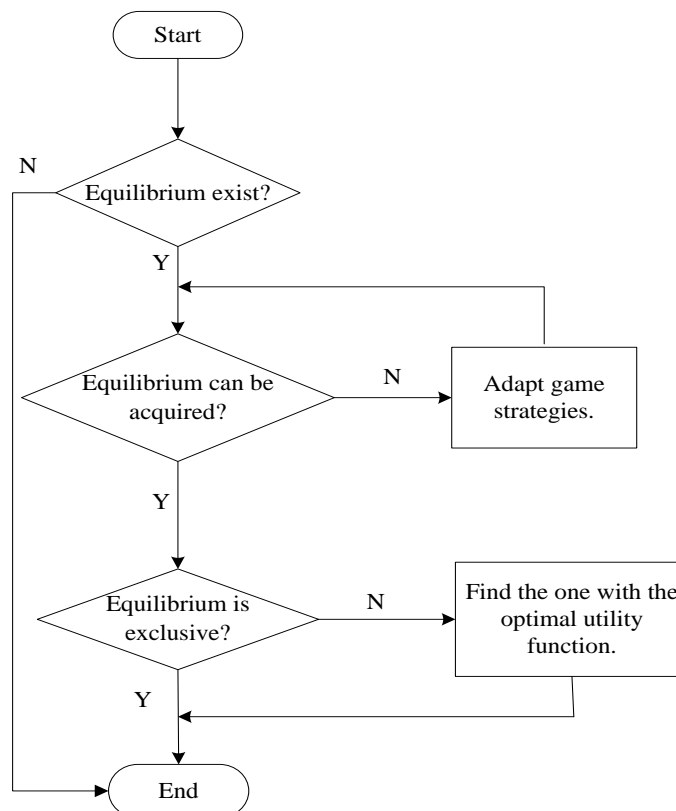 Start
N
Equilibrium exist?
Y
Equilibrium can be
acquired?
N
Adapt game
strategies.
Y
Equilibrium is
exclusive?
N
Find the one with the
optimal utility
function.
Y
End